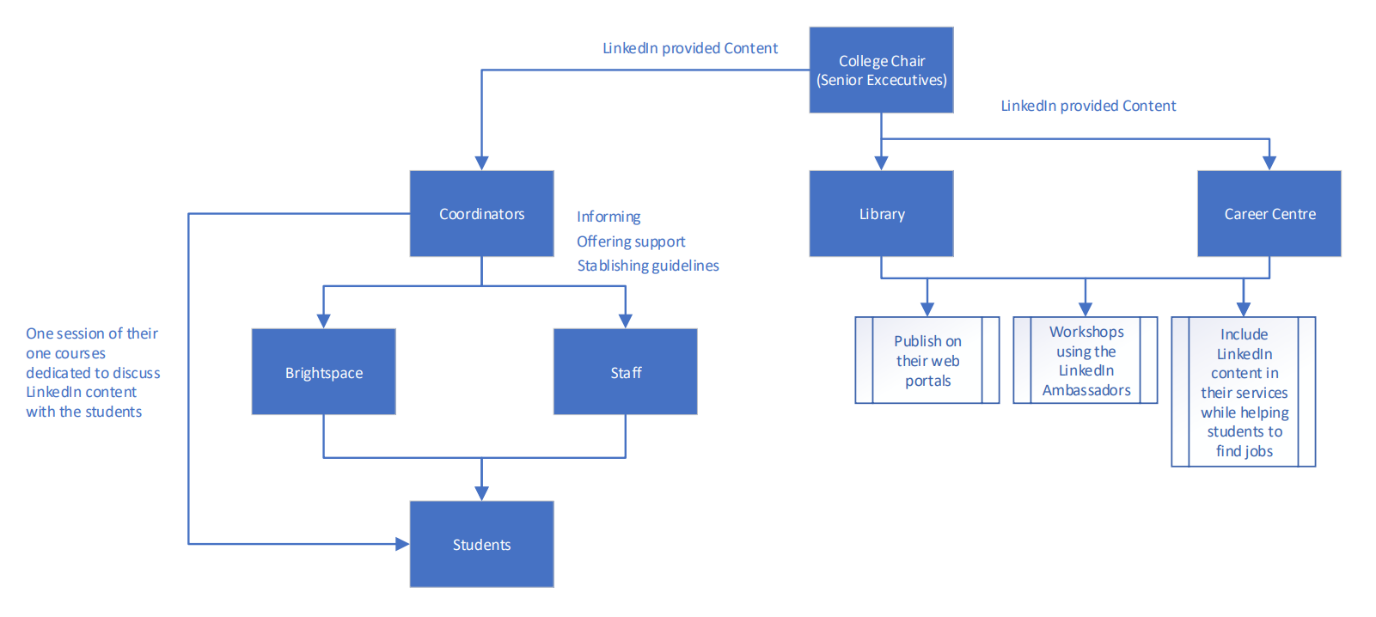 LinkedIn provided Content
College Chair
(Senior Excecutives)
LinkedIn provided Content
Coordinators
Informing
Offering support
Stablishing guidelines
Library
Career Centre
One session of their
one courses
dedicated to discuss
LinkedIn content
with the students
Brightspace
Staff
Publish on
their web
portals
Workshops
using the
LinkedIn
Ambassadors
Include
LinkedIn
content in
their services
while helping
students to
find jobs
Students